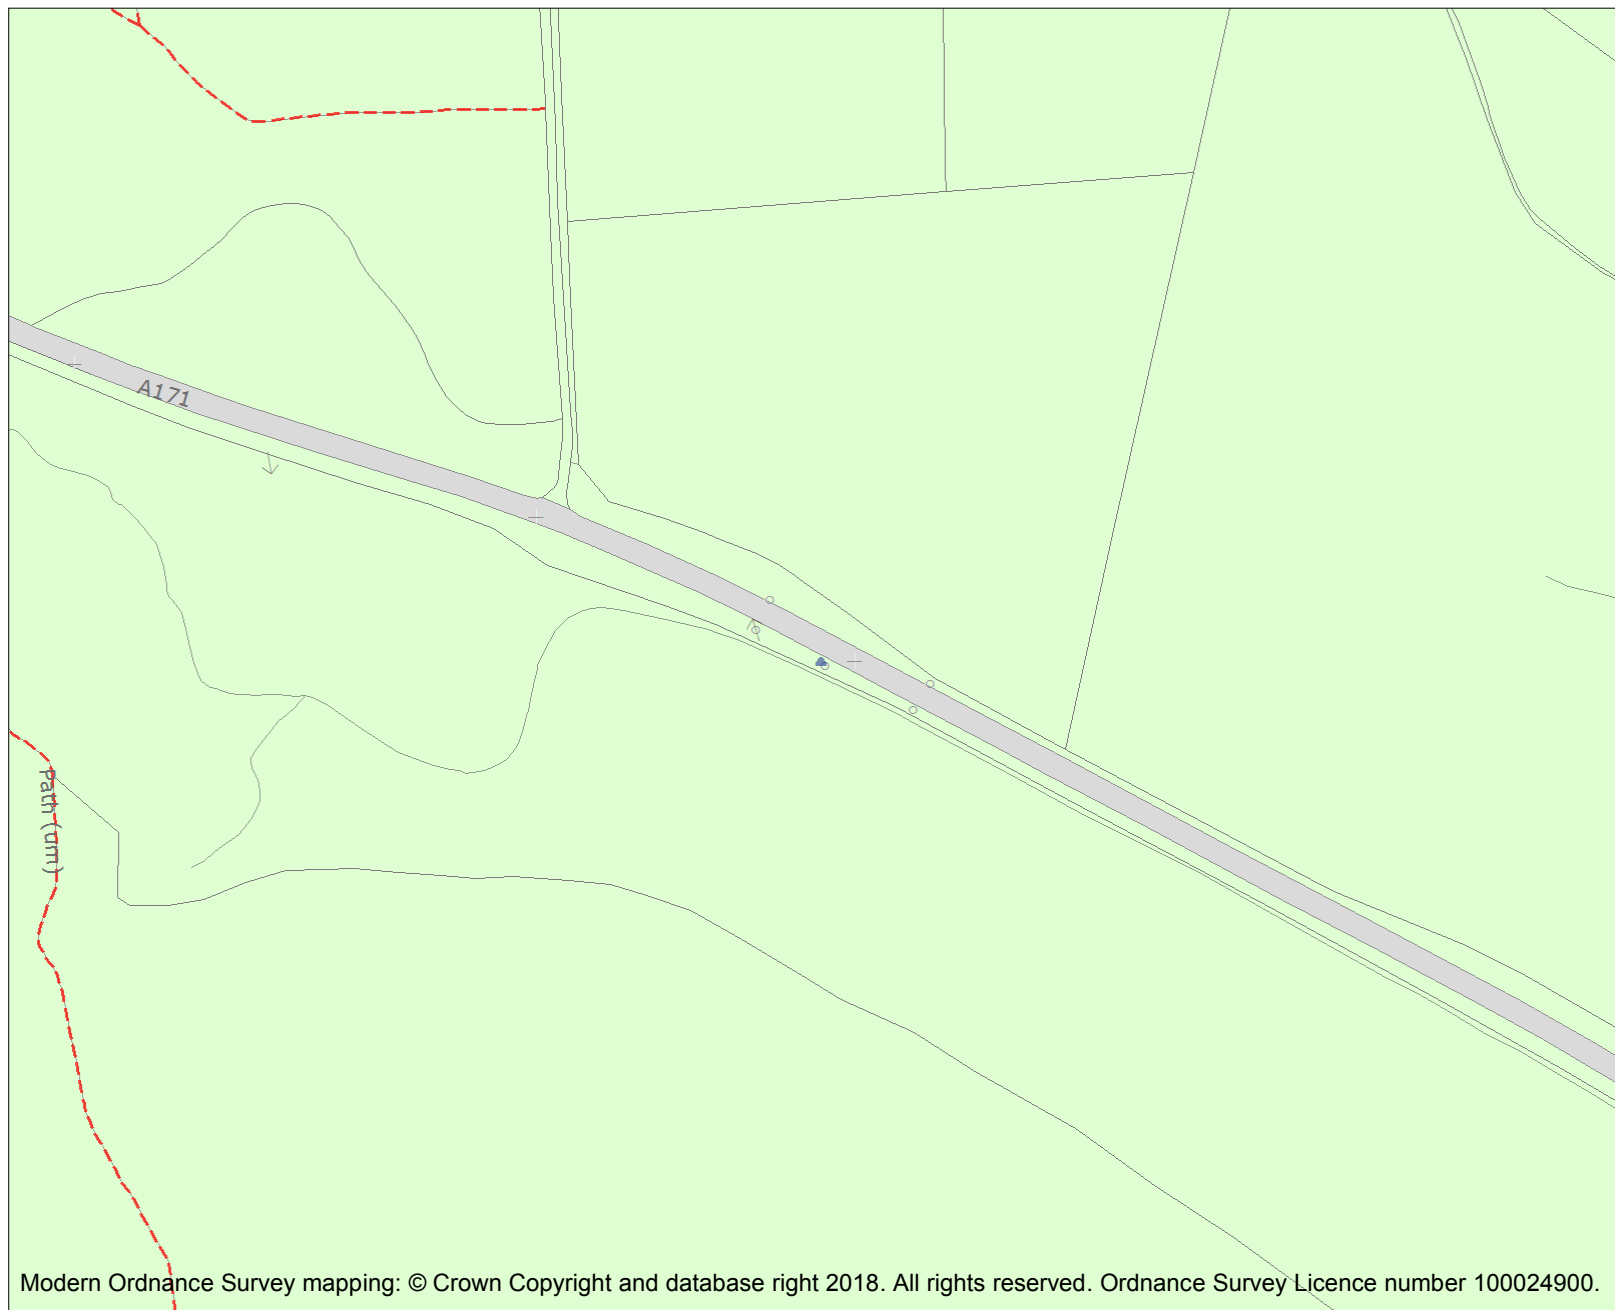 A171
Path (um)
Modern Ordnance Survey mapping: © Crown Copyright and database right 2018. All rights reserved. Ordnance Survey Licence number 100024900.